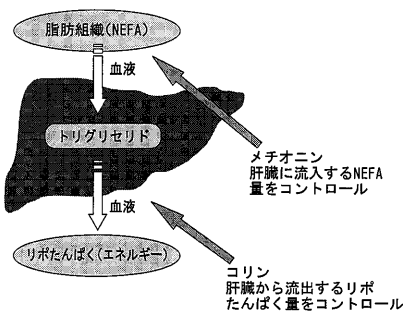 脂肪組織(NEFA)
血液
トリグリセリド
メチオニン
肝臓に流入するNEFA
量をコントロール
血液
リポたんぱく(エネルギー)
コリン
肝臓から流出するリポ
たんぱく量をコントロール